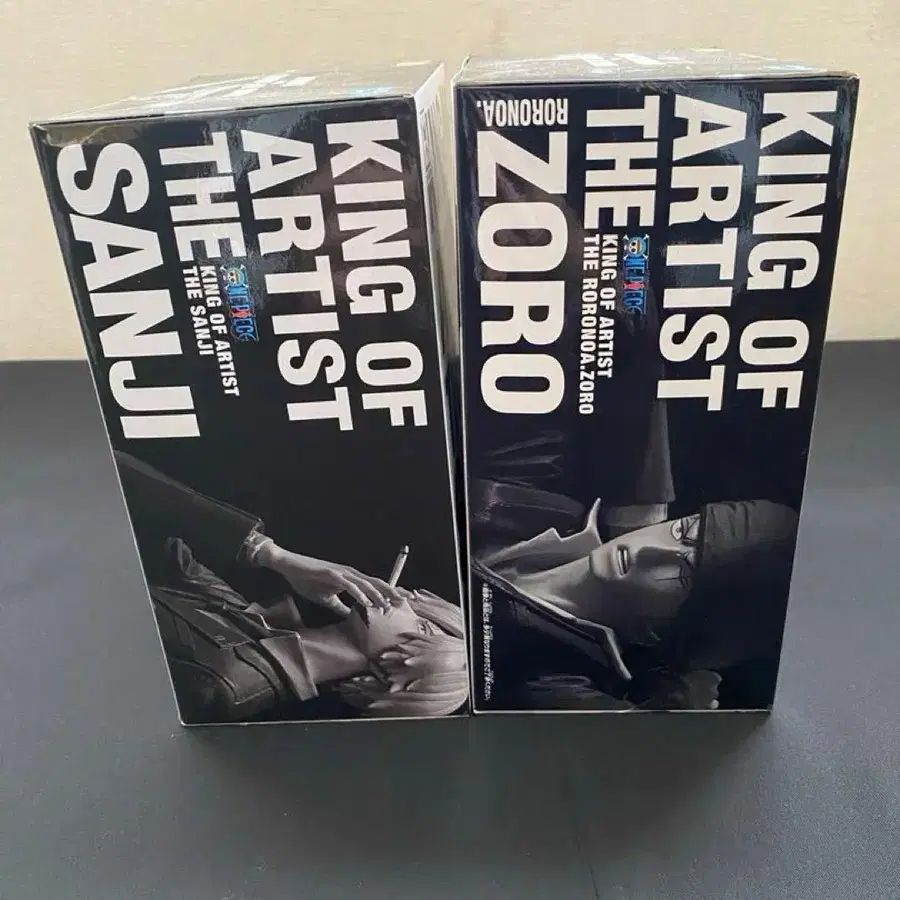 KING OF
ARTIST
THE
SANJI
ONE PIECE
KING OF ARTIST
THE SANJI
KING OF
ARTIST
THE
RORONOA.
ZORO
ONE PIECE
KING OF ARTIST
THE RORONOA.ZORO